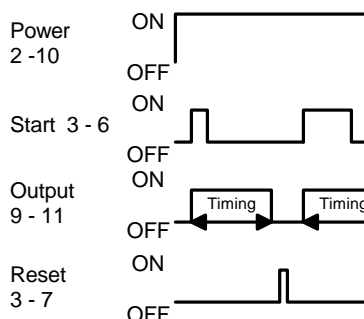 Power
2 -10
ON
OFF
Start 3 - 6
ON
OFF
Output
9 - 11
ON
OFF
Timing
Timing
Reset
3 - 7
ON
OFF